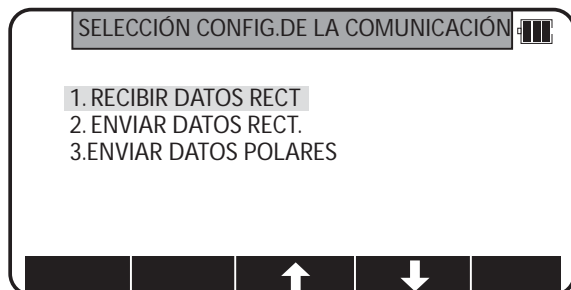 SELECCIÓN CONFIG.DE LA COMUNICACIÓN
1. RECIBIR DATOS RECT
2. ENVIAR DATOS RECT.
3.ENVIAR DATOS POLARES